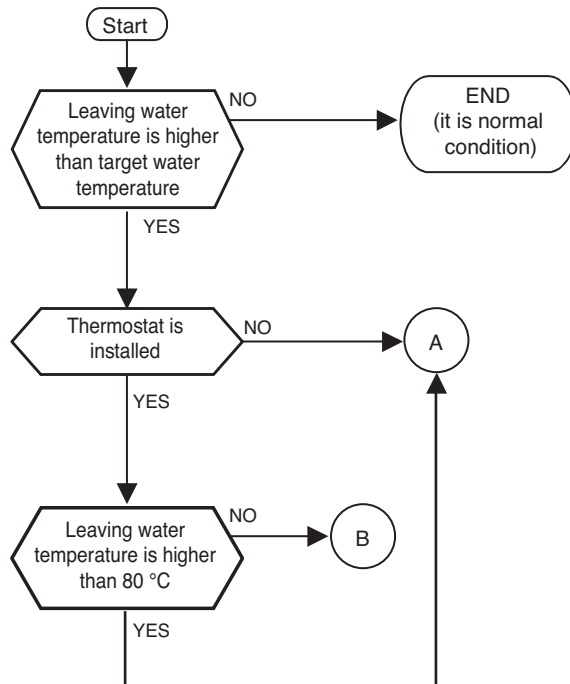 Start
Leaving water
temperature is higher
than target water
temperature
NO
END
(it is normal
condition)
YES
Thermostat is
installed
NO
A
YES
Leaving water
temperature is higher
than 80 °C
NO
B
YES